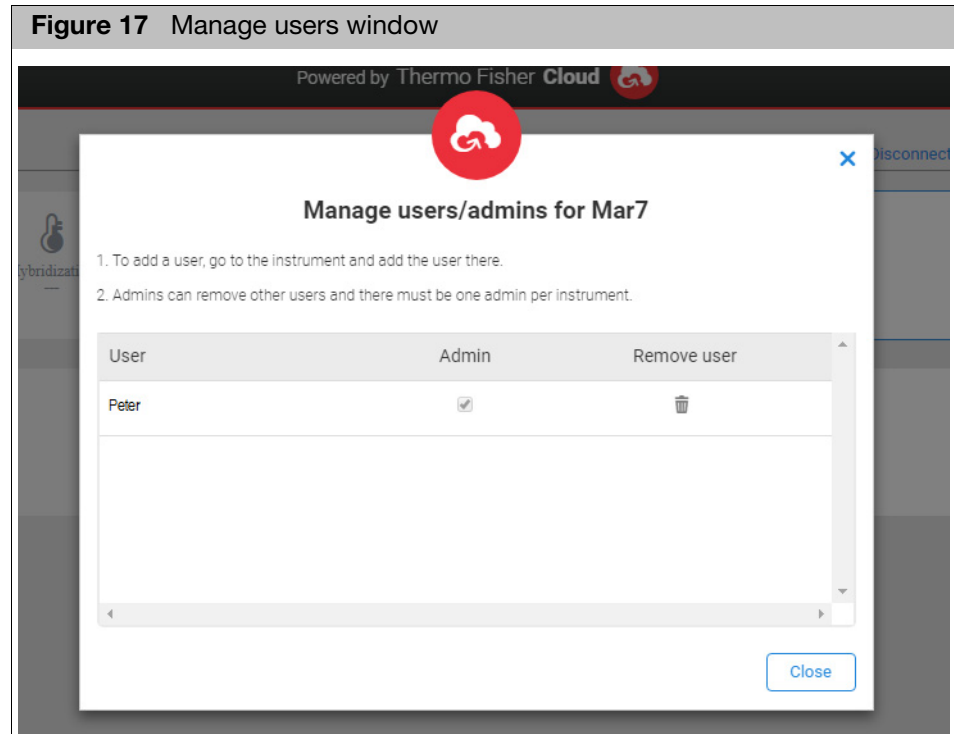 Figure 17 Manage users window
Powered by Thermo Fisher Cloud
Disconnect
Manage users/admins for Mar7
1. To add a user, go to the instrument and add the user there.
2. Admins can remove other users and there must be one admin per instrument.
User Admin Remove user
Peter
Close